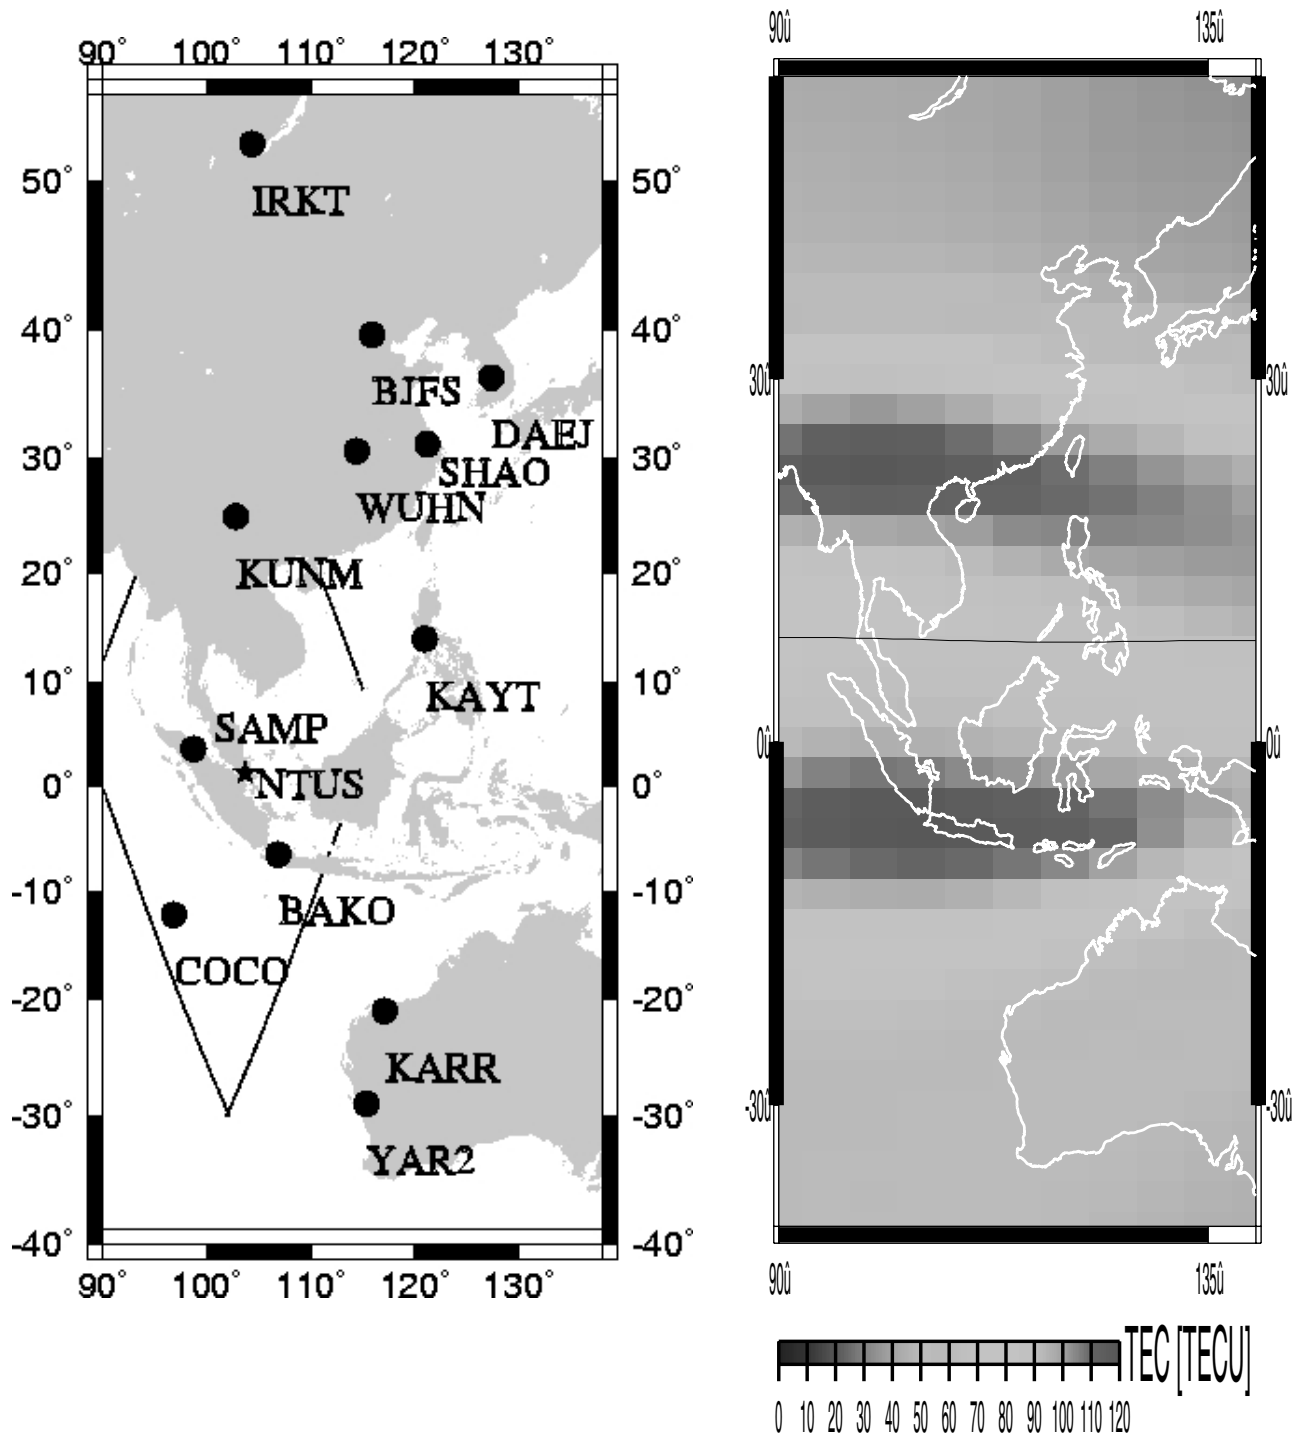 90° 100° 110° 120° 130°
50° 50°
40° 40°
30° 30°
20° 20°
10° 10°
0° 0°
-10° -10°
-20° -20°
-30° -30°
-40° -40°
90° 100° 110° 120° 130°
IRKT
BJFS
DAEJ
SHAO
WUHN
KUNM
KAYT
SAMP
NTUS
BAKO
COCO
KARR
YAR2
90û 135û
30û 30û
0û 0û
-30û -30û
90û 135û
TEC [TECU]
0 10 20 30 40 50 60 70 80 90 100 110 120